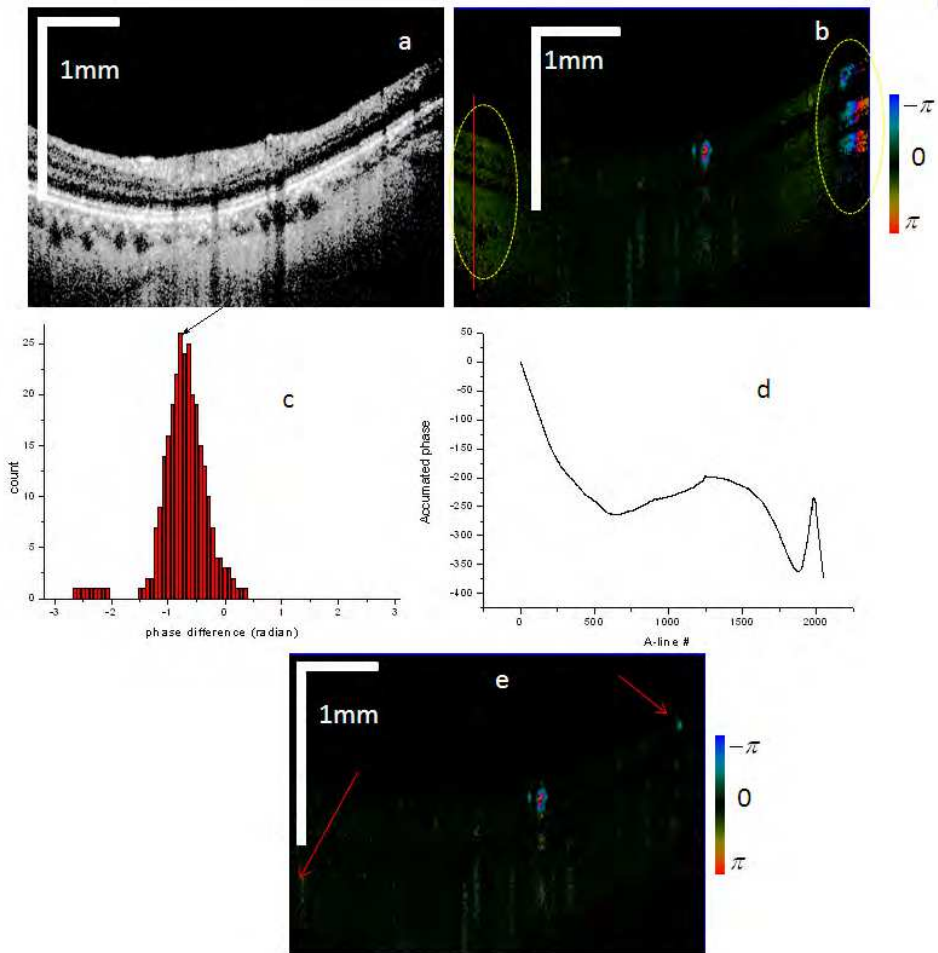 a
1mm
b
1mm
−π
0
π
c
25
20
15
10
5
0
count
-3
-2
-1
0
1
2
3
phase difference (radian)
d
50
0
-50
-100
-150
-200
-250
-300
-350
-400
Accumated phase
0
500
1000
1500
2000
A-line #
e
1mm
−π
0
π